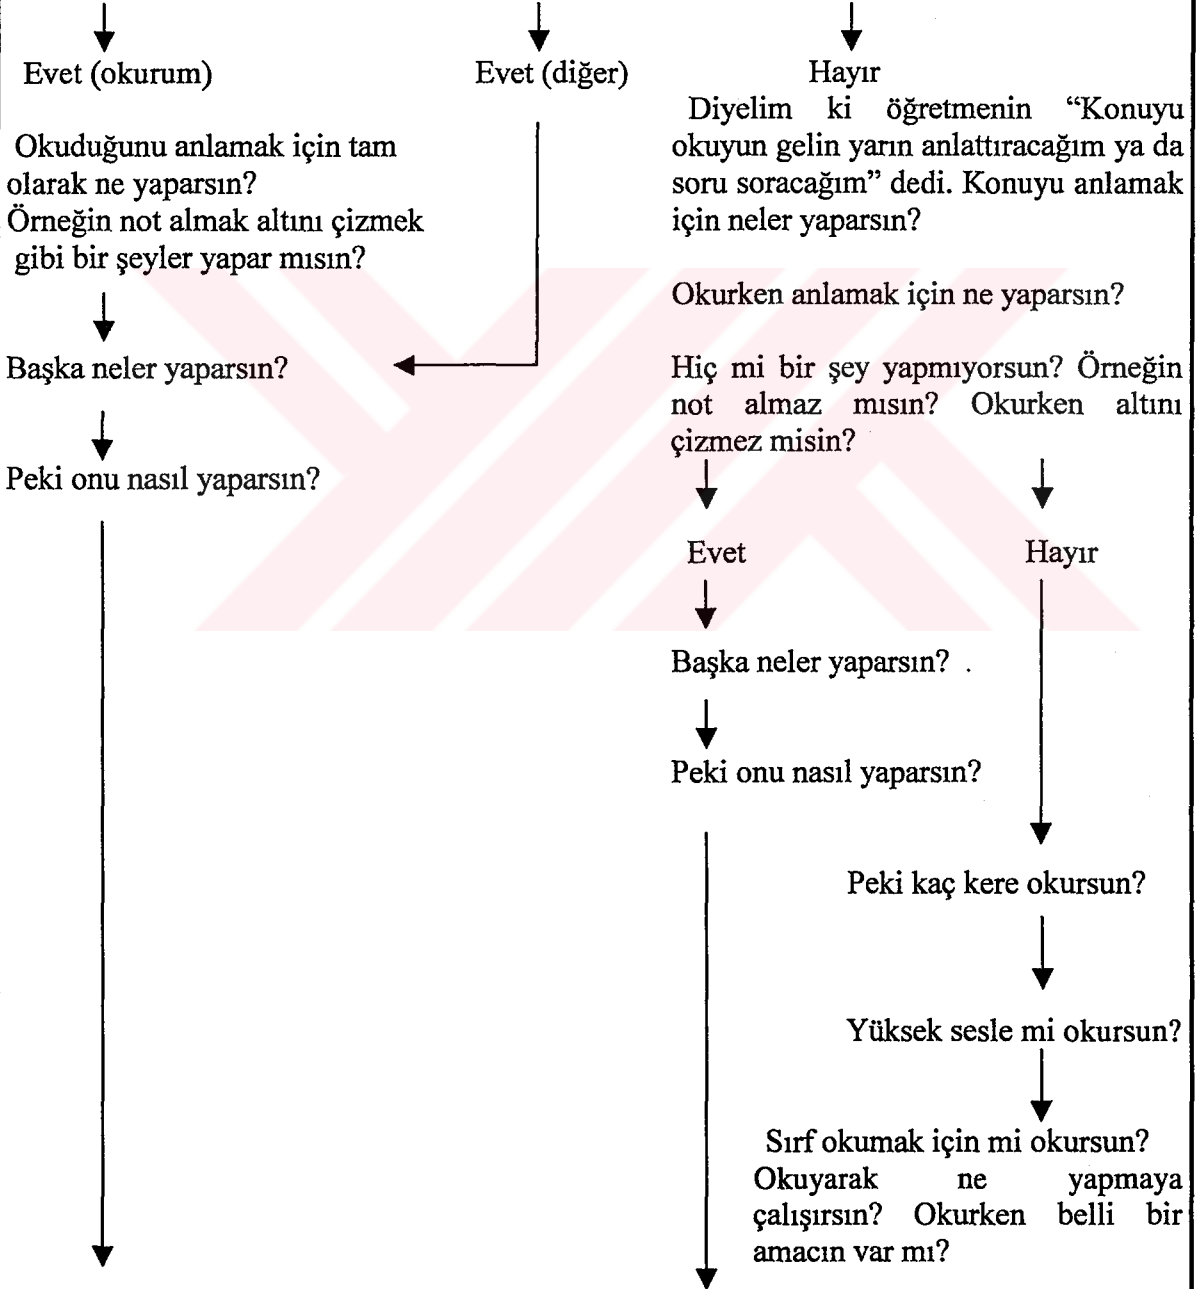 Evet (okurum)
Evet (diğer)
Hayır
Okuduğunu anlamak için tam
olarak ne yaparsın?
Örneğin not almak altını çizmek
gibi bir şeyler yapar mısın?
Başka neler yaparsın?
Peki onu nasıl yaparsın?
Diyelim ki öğretmenin “Konuyu
okuyun gelin yarın anlattıracağım ya da
soru soracağım” dedi. Konuyu anlamak
için neler yaparsın?
Okurken anlamak için ne yaparsın?
Hiç mi bir şey yapmıyorsun? Örneğin
not almaz mısın? Okurken altını
çizmez misin?
Evet
Hayır
Başka neler yaparsın? .
Peki onu nasıl yaparsın?
Peki kaç kere okursun?
Yüksek sesle mi okursun?
Sırf okumak için mi okursun?
Okuyarak ne yapmaya
çalışırsın? Okurken belli bir
amacın var mı?